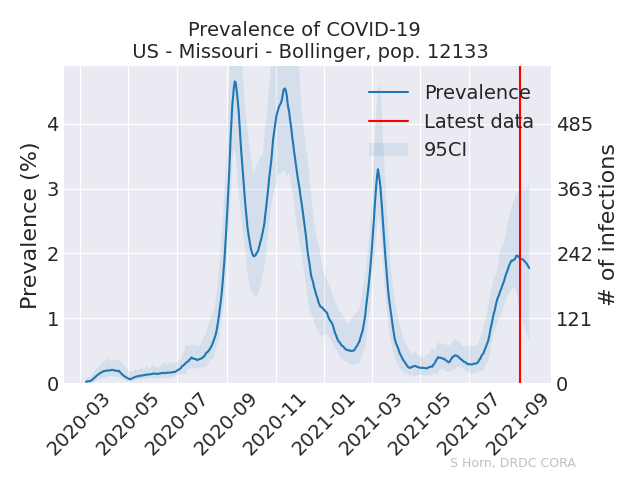 Prevalence of COVID-19
US - Missouri - Bollinger, pop. 12133
Prevalence
Latest data
95CI
Prevalence (%)
4
3
2
1
0
485
363
242
121
0
# of infections
2020-03
2020-05
2020-07
2020-09
2020-11
2021-01
2021-03
2021-05
2021-07
2021-09
S Horn, DRDC CORA